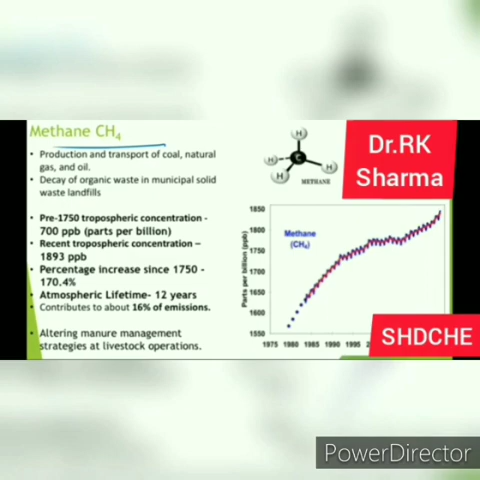 Methane CH4
• Production and transport of coal, natural
gas, and oil.
• Decay of organic waste in municipal solid
waste landfills
• Pre-1750 tropospheric concentration -
700 ppb (parts per billion)
• Recent tropospheric concentration –
1893 ppb
• Percentage increase since 1750 -
170.4%
• Atmospheric Lifetime- 12 years
• Contributes to about 16% of emissions.
• Altering manure management
strategies at livestock operations.
H
H
C
H
H
METHANE
Dr.RK
Sharma
Parts per billion (ppb)
1850
1800
1750
1700
1650
1600
1550
Methane
(CH4)
1975 1980 1985 1990 1995
SHDCHE
PowerDirector